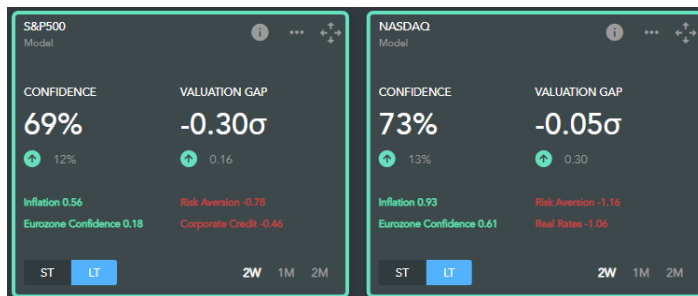 S&P500
Model
CONFIDENCE VALUATION GAP
69% -0.30σ
12% 0.16
Inflation 0.56 Risk Aversion -0.78
Eurozone Confidence 0.18 Corporate Credit -0.46
ST LT 2W 1M 2M
NASDAQ
Model
CONFIDENCE VALUATION GAP
73% -0.05σ
13% 0.30
Inflation 0.93 Risk Aversion -1.16
Eurozone Confidence 0.61 Real Rates -1.06
ST LT 2W 1M 2M